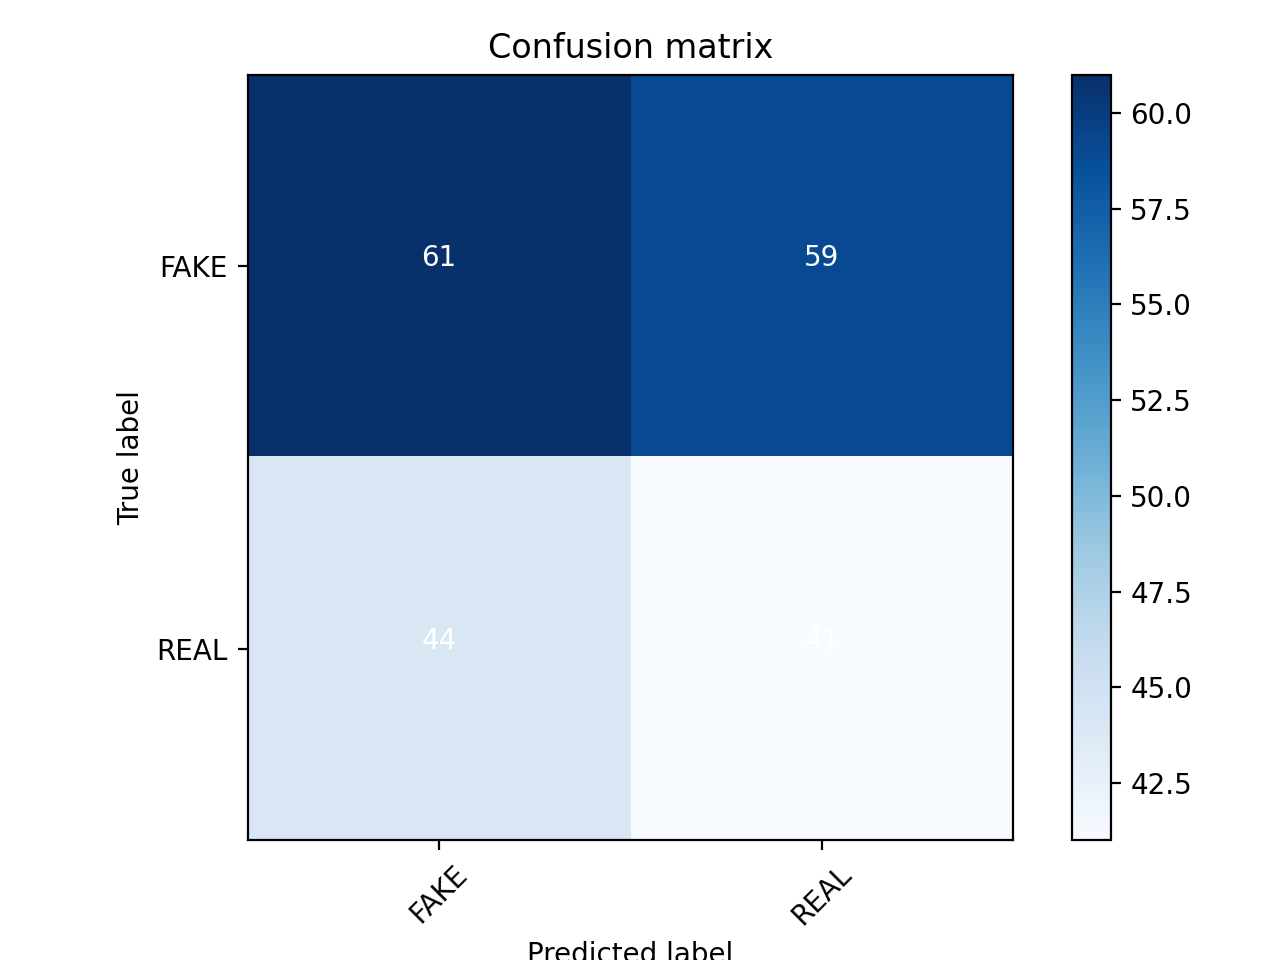 Confusion matrix
60.0
57.5
55.0
52.5
50.0
47.5
45.0
42.5
True label
FAKE
61
59
REAL
44
41
FAKE
REAL
Predicted label